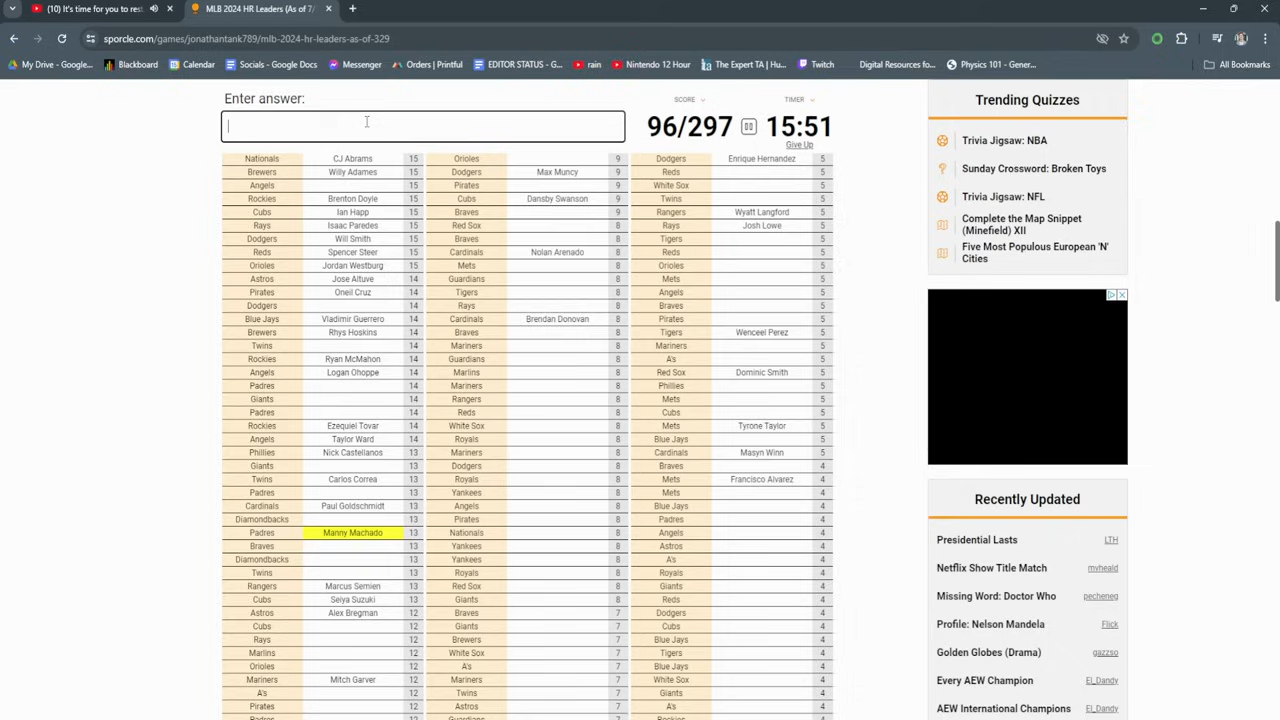 (10) It's time for you to rest.
MLB 2024 HR Leaders (As of 7/
sporcle.com/games/jonathantank789/mlb-2024-hr-leaders-as-of-329
My Drive - Google... Blackboard Calendar Socials - Google Docs Messenger Orders | Printful EDITOR STATUS - G... rain Nintendo 12 Hour The Expert TA | Hu... Twitch Digital Resources fo... Physics 101 - Gener... All Bookmarks
Enter answer:
SCORE TIMER
96/297 15:51
Give Up
Nationals CJ Abrams 15 Orioles 9 Dodgers Enrique Hernandez 5
Brewers Willy Adames 15 Dodgers Max Muncy 9 Reds 5
Angels 15 Pirates 9 White Sox 5
Rockies Brenton Doyle 15 Cubs Dansby Swanson 9 Twins 5
Cubs Ian Happ 15 Braves 9 Rangers Wyatt Langford 5
Rays Isaac Paredes 15 Red Sox 8 Rays Josh Lowe 5
Dodgers Will Smith 15 Braves 8 Tigers 5
Reds Spencer Steer 15 Cardinals Nolan Arenado 8 Reds 5
Orioles Jordan Westburg 15 Mets 8 Orioles 5
Astros Jose Altuve 14 Guardians 8 Mets 5
Pirates Oneil Cruz 14 Tigers 8 Angels 5
Dodgers 14 Rays 8 Braves 5
Blue Jays Vladimir Guerrero 14 Cardinals Brendan Donovan 8 Pirates 5
Brewers Rhys Hoskins 14 Braves 8 Tigers Wenceel Perez 5
Twins 14 Mariners 8 Mariners 5
Rockies Ryan McMahon 14 Guardians 8 A's 5
Angels Logan Ohoppe 14 Marlins 8 Red Sox Dominic Smith 5
Padres 14 Mariners 8 Phillies 5
Giants 14 Rangers 8 Mets 5
Padres 14 Reds 8 Cubs 5
Rockies Ezequiel Tovar 14 White Sox 8 Mets Tyrone Taylor 5
Angels Taylor Ward 14 Royals 8 Blue Jays 5
Phillies Nick Castellanos 13 Mariners 8 Cardinals Masyn Winn 5
Giants 13 Dodgers 8 Braves 4
Twins Carlos Correa 13 Royals 8 Mets Francisco Alvarez 4
Padres 13 Yankees 8 Mets 4
Cardinals Paul Goldschmidt 13 Angels 8 Blue Jays 4
Diamondbacks 13 Pirates 8 Padres 4
Padres Manny Machado 13 Nationals 8 Angels 4
Braves 13 Yankees 8 Astros 4
Diamondbacks 13 Yankees 8 A's 4
Twins 13 Royals 8 Royals 4
Rangers Marcus Semien 13 Red Sox 8 Giants 4
Cubs Seiya Suzuki 13 Giants 8 Reds 4
Astros Alex Bregman 12 Braves 7 Dodgers 4
Cubs 12 Giants 7 Cubs 4
Rays 12 Brewers 7 Blue Jays 4
Marlins 12 White Sox 7 Tigers 4
Orioles 12 A's 7 Blue Jays 4
Mariners Mitch Garver 12 Mariners 7 White Sox 4
A's 12 Twins 7 Giants 4
Pirates 12 Astros 7 A's 4
Padres 12 Guardians 7 Rockies 4
Trending Quizzes
Trivia Jigsaw: NBA
Sunday Crossword: Broken Toys
Trivia Jigsaw: NFL
Complete the Map Snippet
(Minefield) XII
Five Most Populous European 'N'
Cities
Recently Updated
Presidential Lasts LTH
Netflix Show Title Match mvheald
Missing Word: Doctor Who pecheneg
Profile: Nelson Mandela Flick
Golden Globes (Drama) gazzso
Every AEW Champion El_Dandy
AEW International Champions El_Dandy